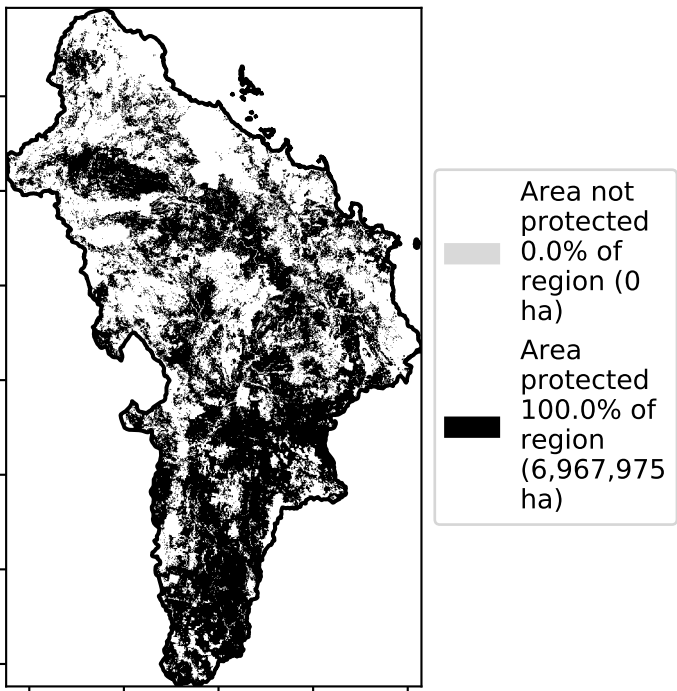 Area not
protected
0.0% of
region (0
ha)
Area
protected
100.0% of
region
(6,967,975
ha)